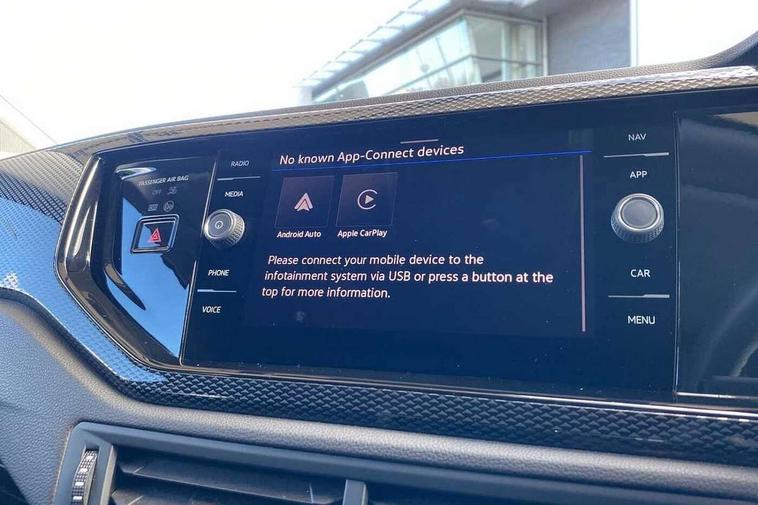 PASSENGER AIR BAG
OFF
RADIO
MEDIA
PHONE
VOICE
No known App-Connect devices
Android Auto
Apple CarPlay
Please connect your mobile device to the
infotainment system via USB or press a button at the
top for more information.
NAV
APP
CAR
MENU